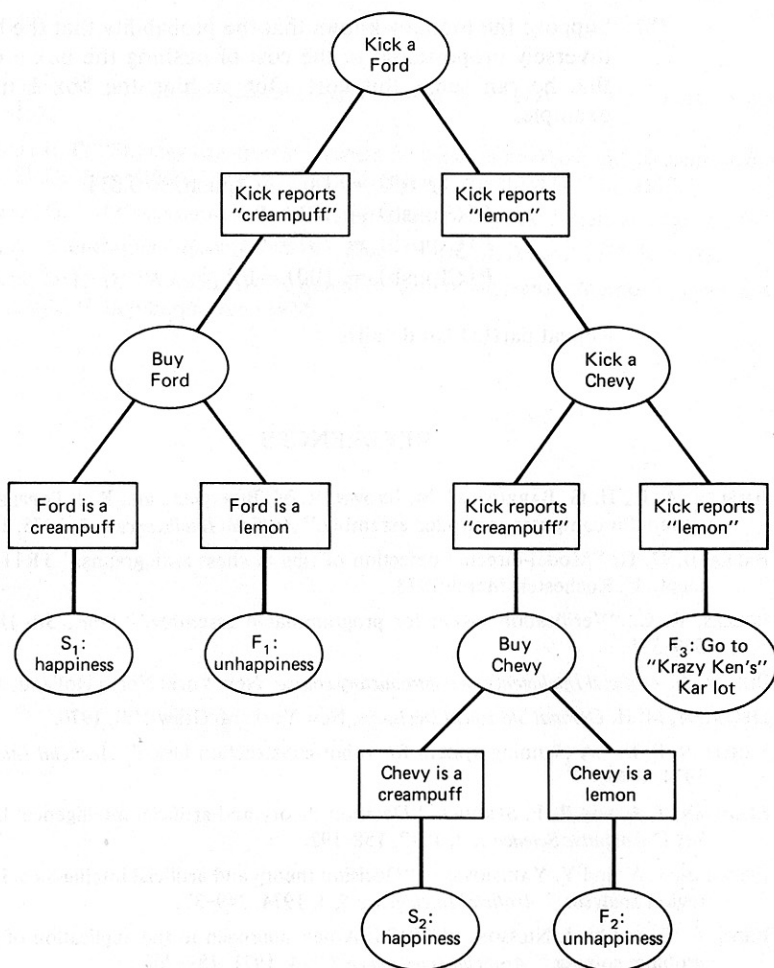 Kick a
Ford
Kick reports
“creampuff”
Kick reports
“lemon”
Buy
Ford
Kick a
Chevy
Ford is a
creampuff
Ford is a
lemon
Kick reports
“creampuff”
Kick reports
“lemon”
S₁:
happiness
F₁:
unhappiness
Buy
Chevy
F₃: Go to
“Krazy Ken's”
Kar lot
Chevy is a
creampuff
Chevy is a
lemon
S₂:
happiness
F₂:
unhappiness